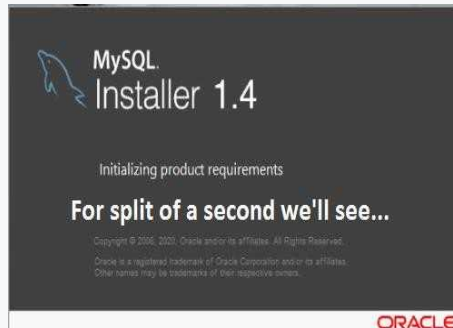 MySQL.
Installer 1.4
Initializing product requirements
For split of a second we'll see...
Copyright © 2006, 2020, Oracle and/or its affiliates. All Rights Reserved.
Oracle is a registered trademark of Oracle Corporation and/or its affiliates.
Other names may be trademarks of their respective owners.
ORACLE